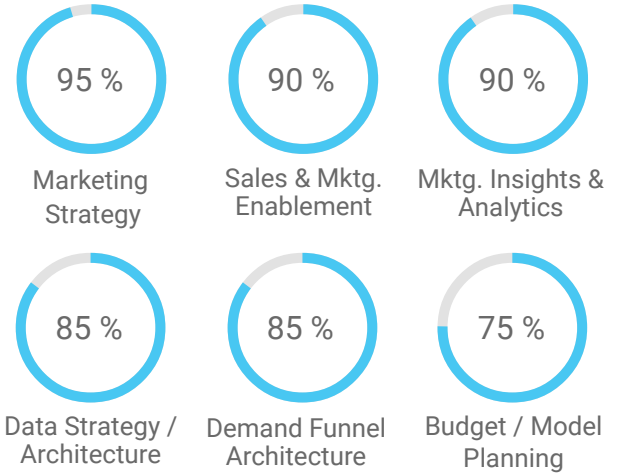 95 %
90 %
90 %
Marketing
Strategy
Sales & Mktg.
Enablement
Mktg. Insights &
Analytics
85 %
85 %
75 %
Data Strategy /
Architecture
Demand Funnel
Architecture
Budget / Model
Planning